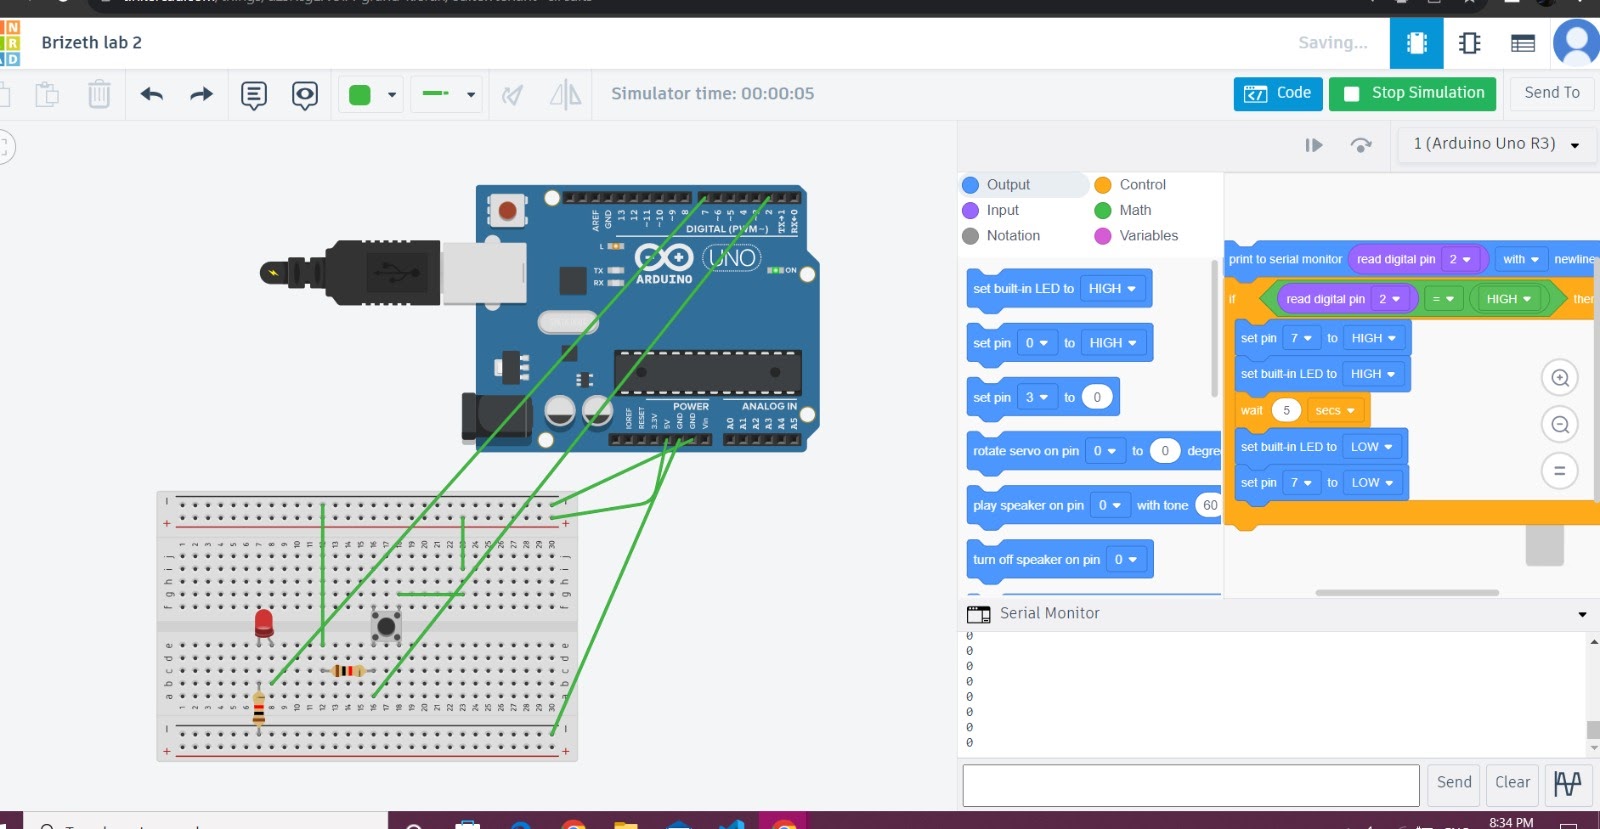 Brizeth lab 2
Saving...
Simulator time: 00:00:05
Code
Stop Simulation
Send To
1 (Arduino Uno R3)
Output
Control
Input
Math
Notation
Variables
set built-in LED to HIGH
set pin 0 to HIGH
set pin 3 to 0
rotate servo on pin 0 to 0 degre
play speaker on pin 0 with tone 60
turn off speaker on pin 0
print to serial monitor read digital pin 2 with newline
if read digital pin 2 = HIGH then
set pin 7 to HIGH
set built-in LED to HIGH
wait 5 secs
set built-in LED to LOW
set pin 7 to LOW
Serial Monitor
0
0
0
0
0
0
0
0
Send
Clear
AREF
GND
13
12
~11
~10
~9
8
7
~6
~5
4
2
TX→1
RX←0
DIGITAL (PWM~)
L
TX
RX
ARDUINO
UNO
ON
IOREF
RESET
3.3V
5V
GND
GND
Vin
POWER
ANALOG IN
A0
A1
A2
A3
A4
A5
8:34 PM